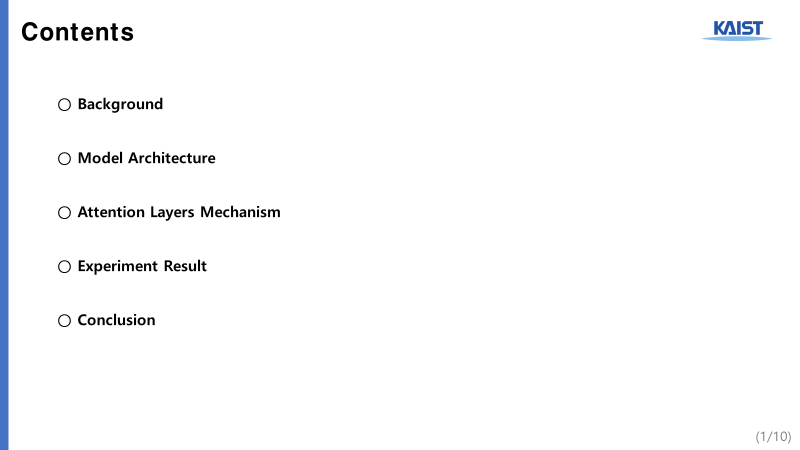 Contents
KAIST
○ Background
○ Model Architecture
○ Attention Layers Mechanism
○ Experiment Result
○ Conclusion
(1/10)